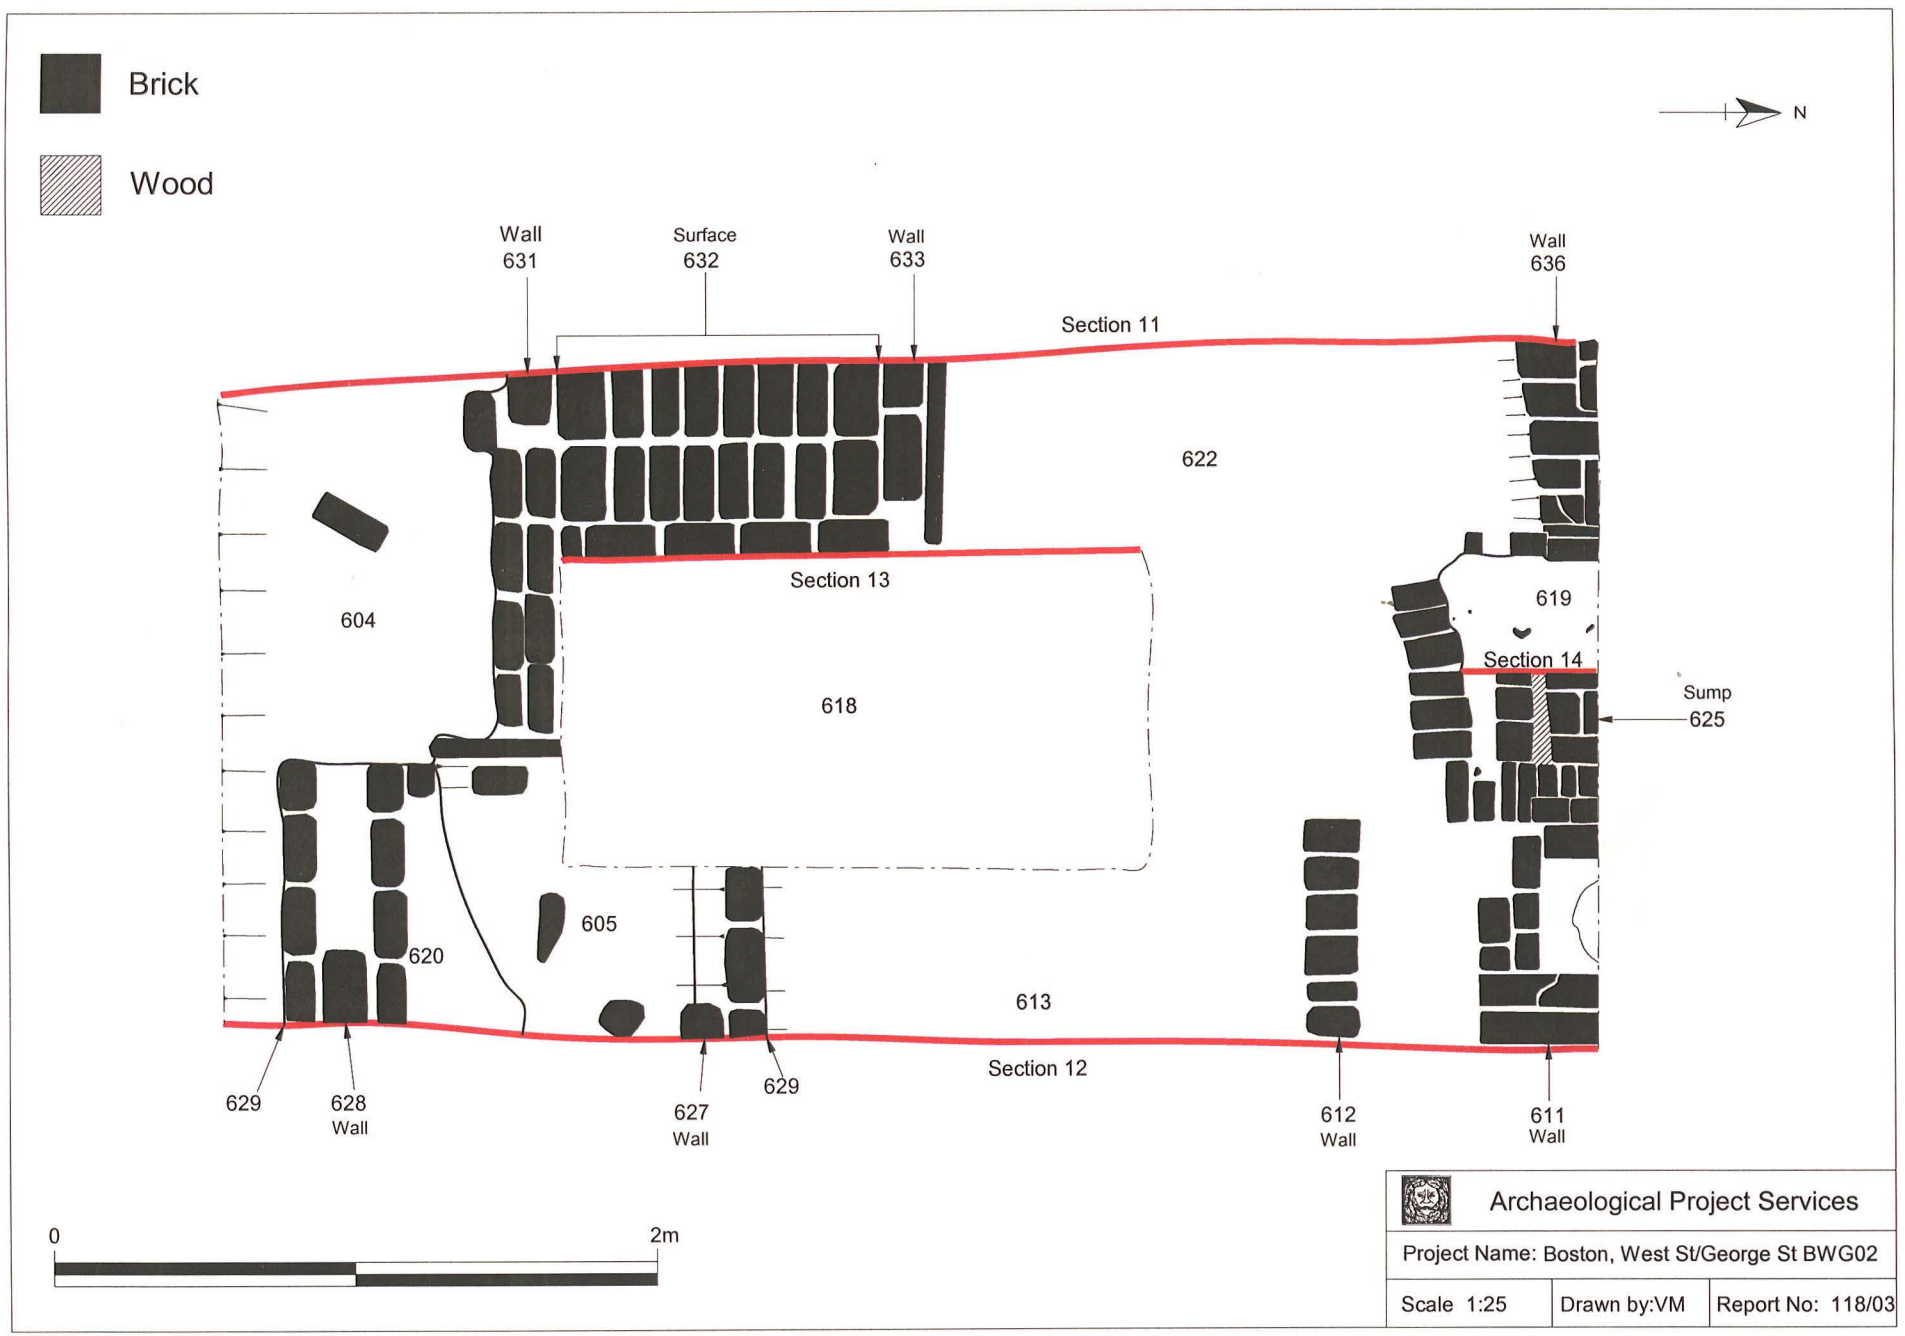 Brick
Wood
N
Wall
631
Surface
632
Wall
633
Wall
636
Section 11
622
604
Section 13
619
Section 14
618
Sump
625
605
620
613
Section 12
629
628
Wall
627
Wall
629
612
Wall
611
Wall
0
2m
Archaeological Project Services
Project Name: Boston, West St/George St BWG02
Scale 1:25
Drawn by:VM
Report No: 118/03